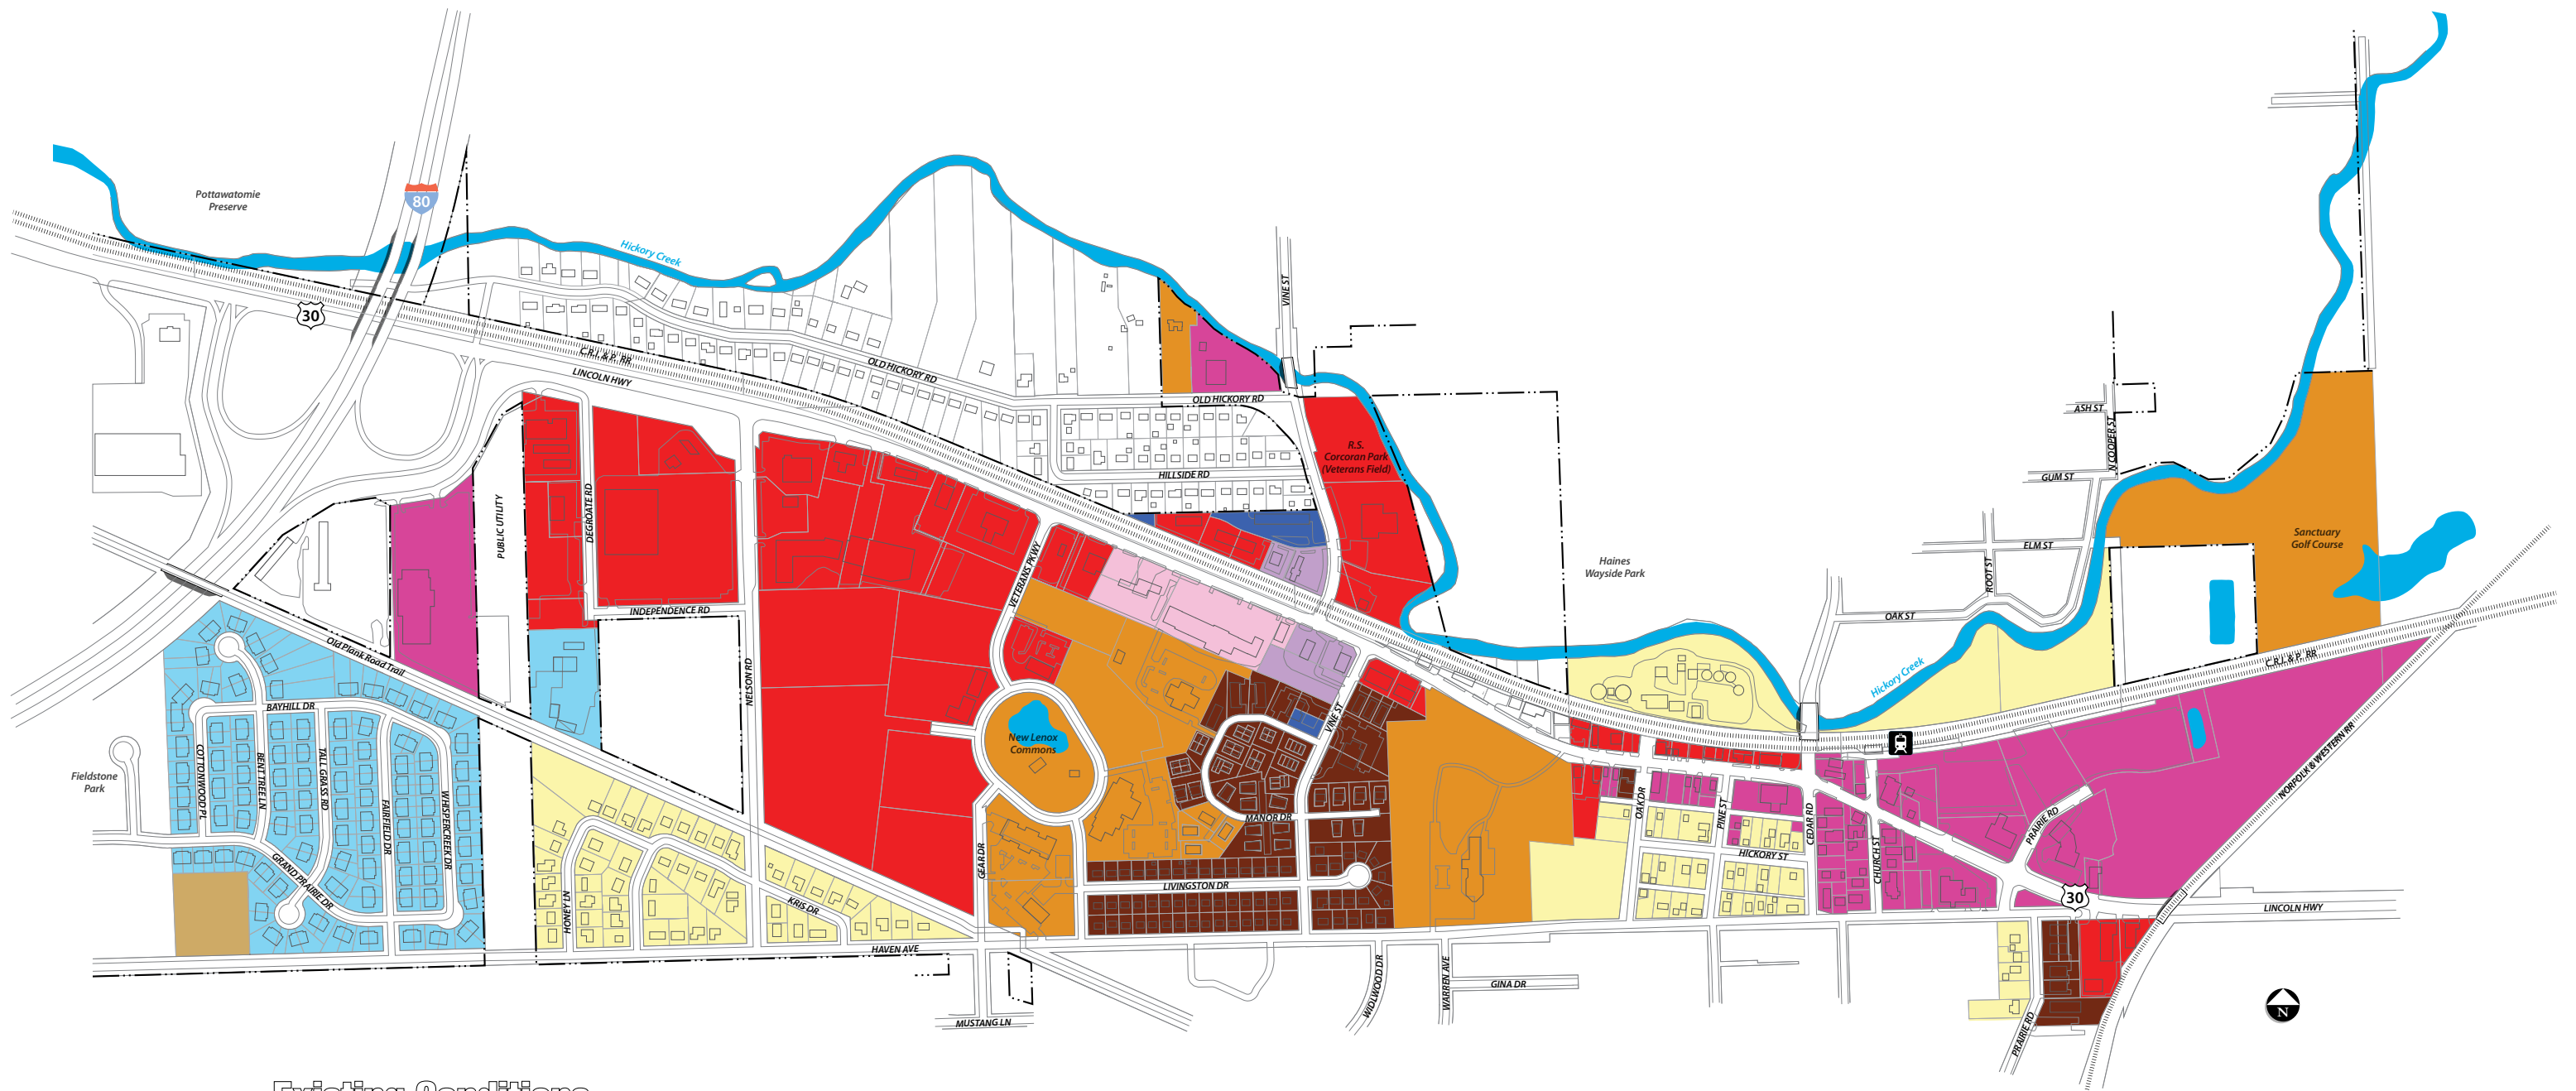 Pottawatomie
Preserve
80
30
Hickory Creek
C.R.I. & P. RR
LINCOLN HWY
OLD HICKORY RD
VINE ST
OLD HICKORY RD
HILLSIDE RD
R.S.
Corcoran Park
(Veterans Field)
Haines
Wayside Park
ASH ST
N COOPER ST
GUM ST
ELM ST
ROOT ST
OAK ST
Sanctuary
Golf Course
PUBLIC UTILITY
DEGROATE RD
INDEPENDENCE RD
VETERANS PKWY
NELSON RD
Old Plank Road Trail
Hickory Creek
C.R.I. & P. RR
NORFOLK & WESTERN RR
Fieldstone
Park
BAYHILL DR
COTTONWOOD PL
BENT TREE LN
TALL GRASS RD
FAIRFIELD DR
WHISPERCREEK DR
GRAND PRAIRIE DR
New Lenox
Commons
VINE ST
MANOR DR
LIVINGSTON DR
GEAR DR
HONEY LN
KRIS DR
HAVEN AVE
OAK DR
PINE ST
CEDAR RD
HICKORY ST
CHURCH ST
PRAIRIE RD
30
LINCOLN HWY
WIDLWOOD DR
WARREN AVE
GINA DR
MUSTANG LN
PRAIRIE RD
N
Existing Conditions